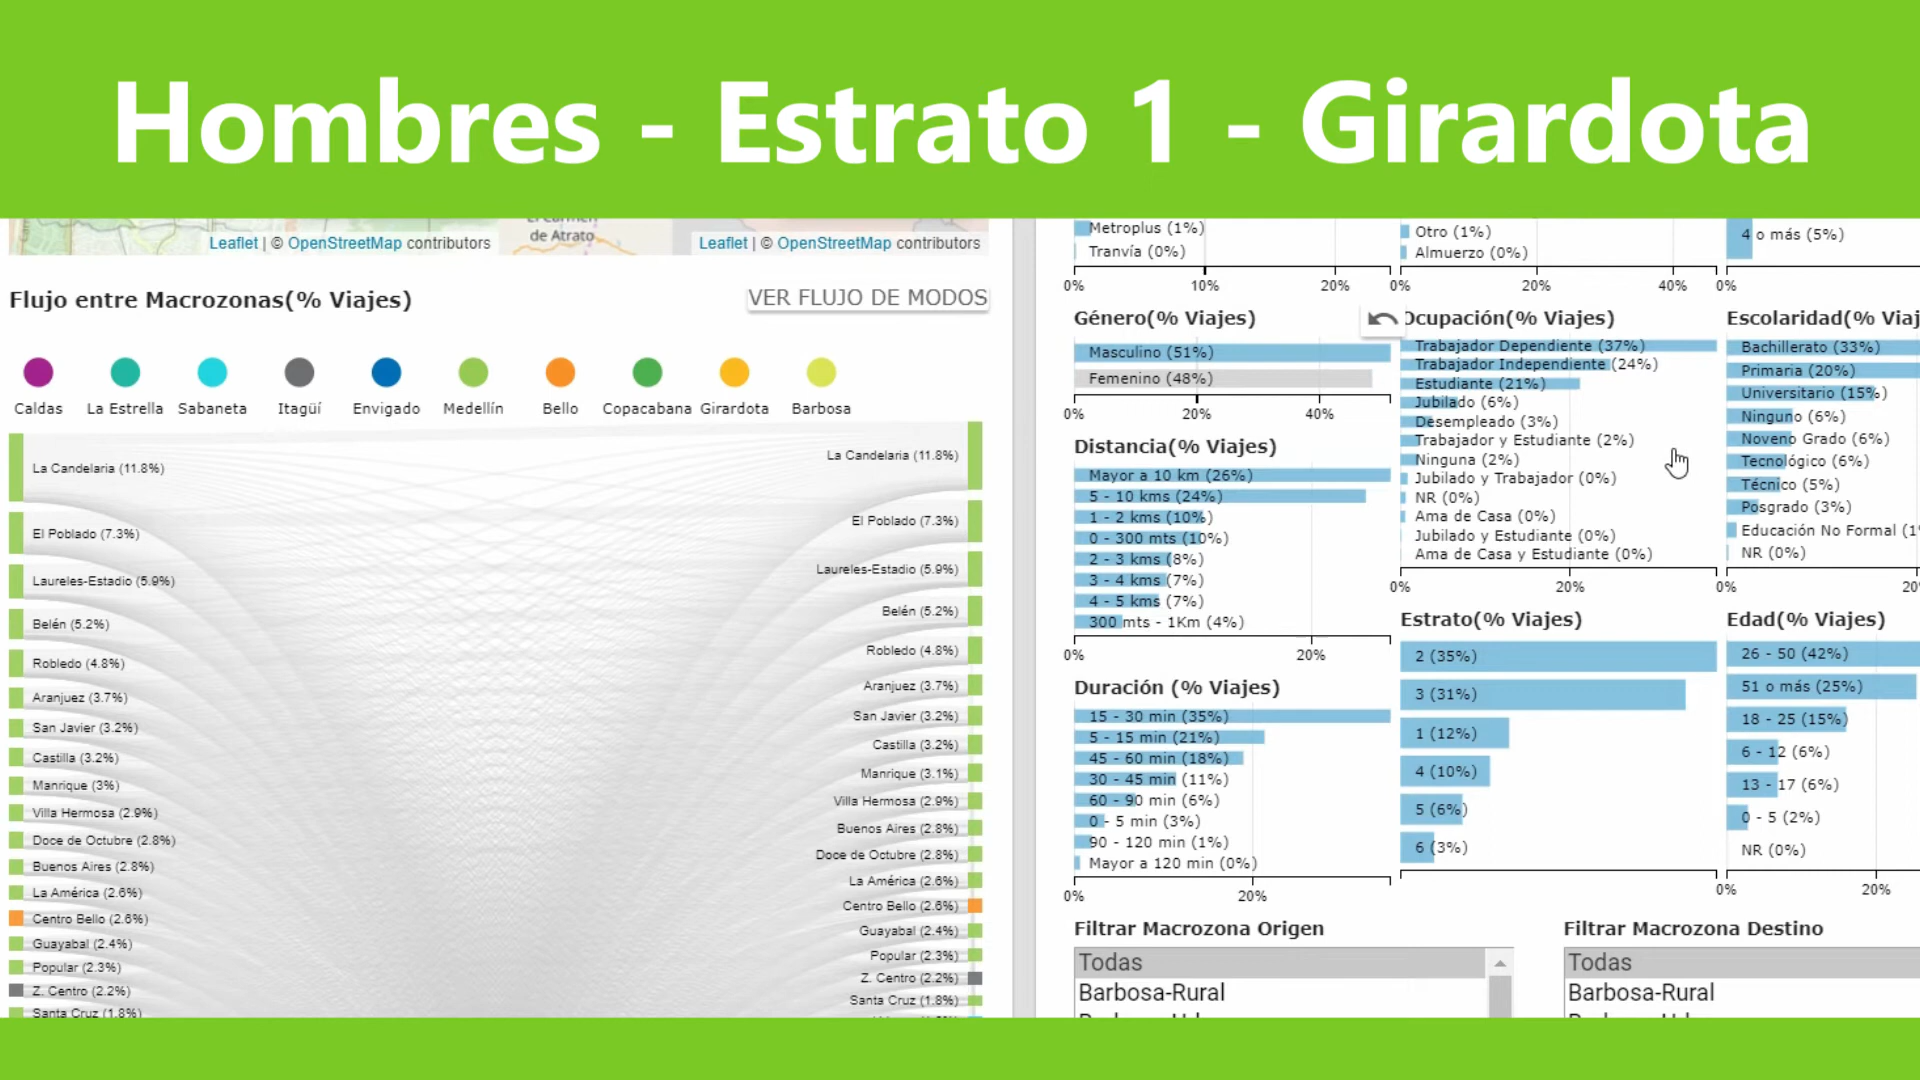 Hombres - Estrato 1 - Girardota
de Atrato
Leaflet | © OpenStreetMap contributors
Leaflet | © OpenStreetMap contributors
Flujo entre Macrozonas(% Viajes)
VER FLUJO DE MODOS
Caldas
La Estrella
Sabaneta
Itagüí
Envigado
Medellín
Bello
Copacabana
Girardota
Barbosa
La Candelaria (11.8%)
El Poblado (7.3%)
Laureles-Estadio (5.9%)
Belén (5.2%)
Robledo (4.8%)
Aranjuez (3.7%)
San Javier (3.2%)
Castilla (3.2%)
Manrique (3%)
Villa Hermosa (2.9%)
Doce de Octubre (2.8%)
Buenos Aires (2.8%)
La América (2.6%)
Centro Bello (2.6%)
Guayabal (2.4%)
Popular (2.3%)
Z. Centro (2.2%)
Santa Cruz (1.8%)
La Candelaria (11.8%)
El Poblado (7.3%)
Laureles-Estadio (5.9%)
Belén (5.2%)
Robledo (4.8%)
Aranjuez (3.7%)
San Javier (3.2%)
Castilla (3.2%)
Manrique (3.1%)
Villa Hermosa (2.9%)
Buenos Aires (2.8%)
Doce de Octubre (2.8%)
La América (2.6%)
Centro Bello (2.6%)
Guayabal (2.4%)
Popular (2.3%)
Z. Centro (2.2%)
Santa Cruz (1.8%)
Metroplus (1%)
Tranvía (0%)
0% 10% 20%
Otro (1%)
Almuerzo (0%)
0% 20% 40%
4 o más (5%)
0%
Género(% Viajes)
Masculino (51%)
Femenino (48%)
0% 20% 40%
Distancia(% Viajes)
Mayor a 10 km (26%)
5 - 10 kms (24%)
1 - 2 kms (10%)
0 - 300 mts (10%)
2 - 3 kms (8%)
3 - 4 kms (7%)
4 - 5 kms (7%)
300 mts - 1Km (4%)
0% 20%
Duración (% Viajes)
15 - 30 min (35%)
5 - 15 min (21%)
45 - 60 min (18%)
30 - 45 min (11%)
60 - 90 min (6%)
0 - 5 min (3%)
90 - 120 min (1%)
Mayor a 120 min (0%)
0% 20%
Ocupación(% Viajes)
Trabajador Dependiente (37%)
Trabajador Independiente (24%)
Estudiante (21%)
Jubilado (6%)
Desempleado (3%)
Trabajador y Estudiante (2%)
Ninguna (2%)
Jubilado y Trabajador (0%)
NR (0%)
Ama de Casa (0%)
Jubilado y Estudiante (0%)
Ama de Casa y Estudiante (0%)
0% 20%
Estrato(% Viajes)
2 (35%)
3 (31%)
1 (12%)
4 (10%)
5 (6%)
6 (3%)
Escolaridad(% Viaj
Bachillerato (33%)
Primaria (20%)
Universitario (15%)
Ninguno (6%)
Noveno Grado (6%)
Tecnológico (6%)
Técnico (5%)
Posgrado (3%)
Educación No Formal (1
NR (0%)
0% 20
Edad(% Viajes)
26 - 50 (42%)
51 o más (25%)
18 - 25 (15%)
6 - 12 (6%)
13 - 17 (6%)
0 - 5 (2%)
NR (0%)
0% 20%
Filtrar Macrozona Origen
Todas
Barbosa-Rural
Filtrar Macrozona Destino
Todas
Barbosa-Rural